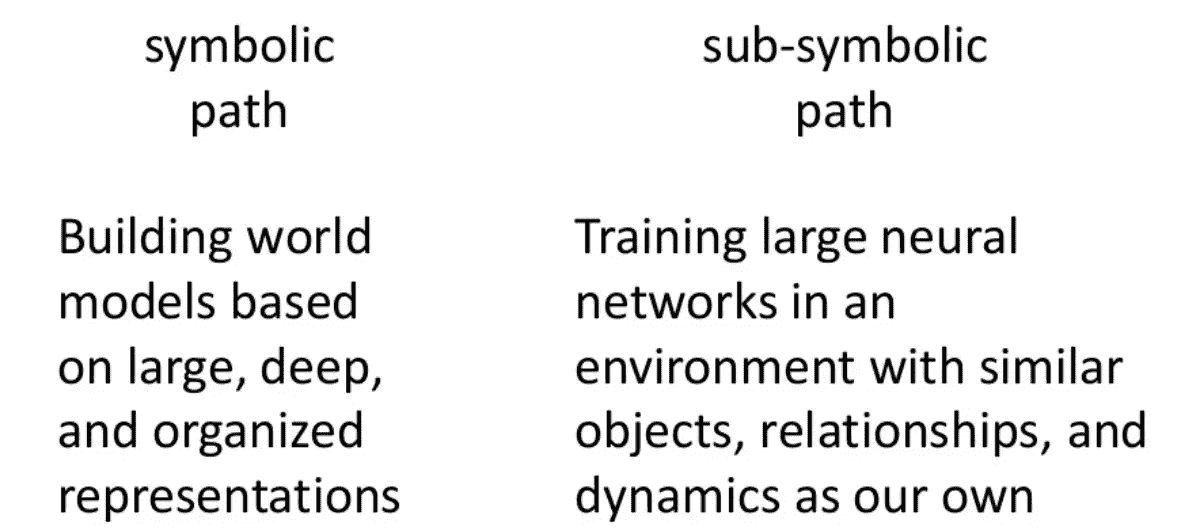 symbolic
path
Building world
models based
on large, deep,
and organized
representations
sub-symbolic
path
Training large neural
networks in an
environment with similar
objects, relationships, and
dynamics as our own